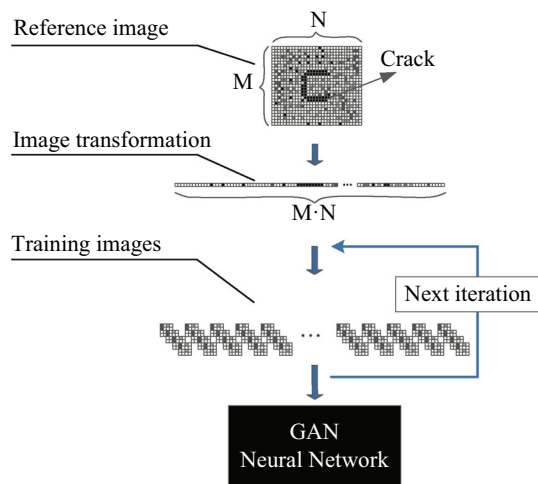 Reference image
N
M
Crack
Image transformation
...
M·N
Training images
Next iteration
...
GAN
Neural Network